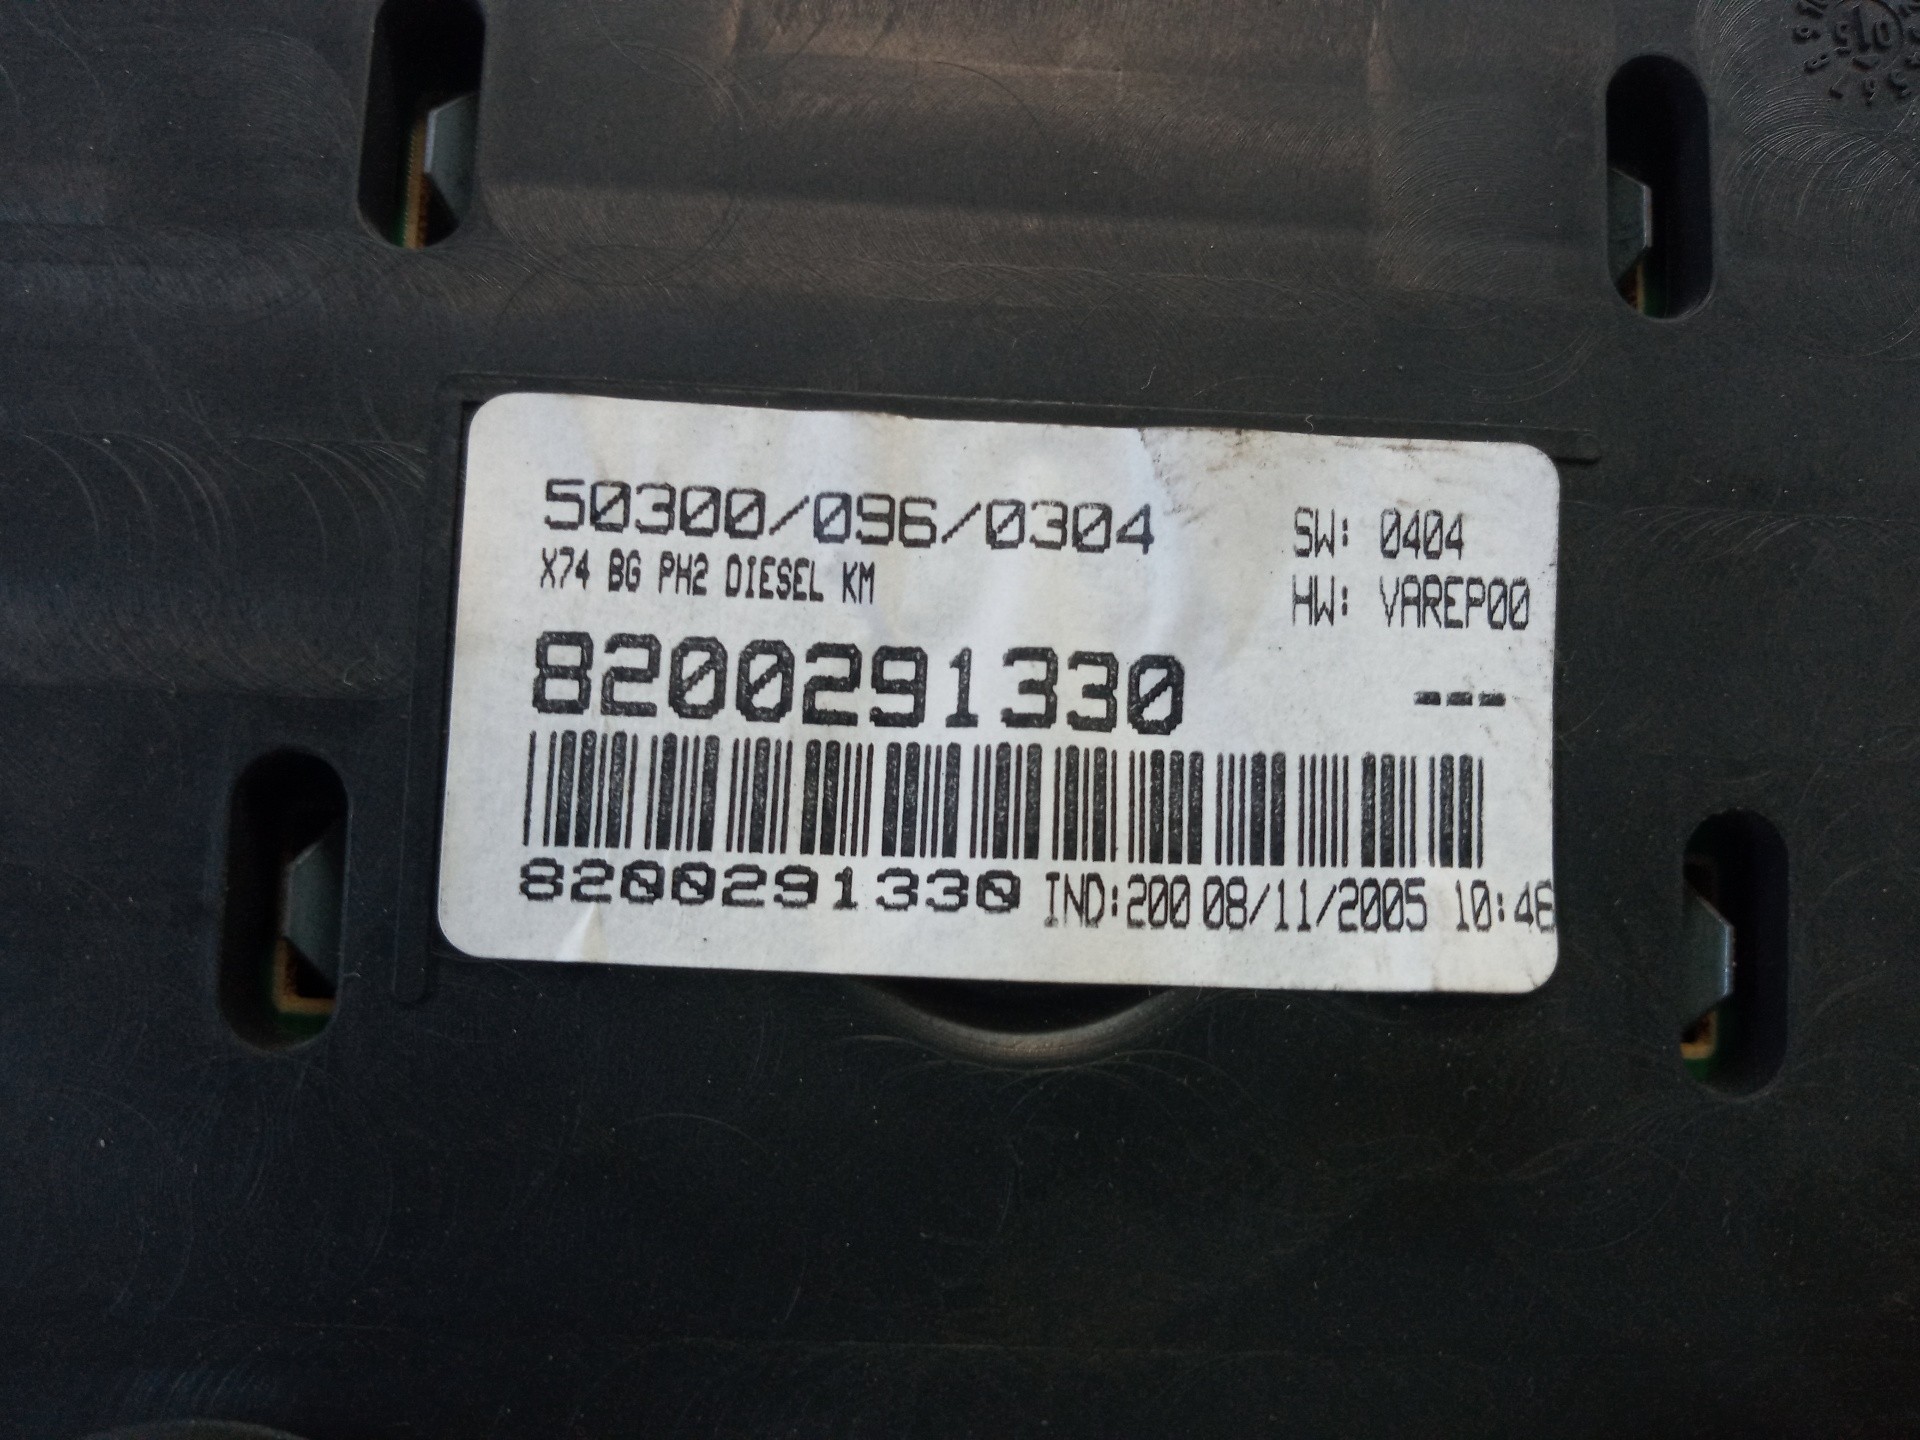 50300/096/0304
X74 BG PH2 DIESEL KM
SW: 0404
HW: VAREP00
8200291330
---
8200291330 IND:200 08/11/2005 10:46